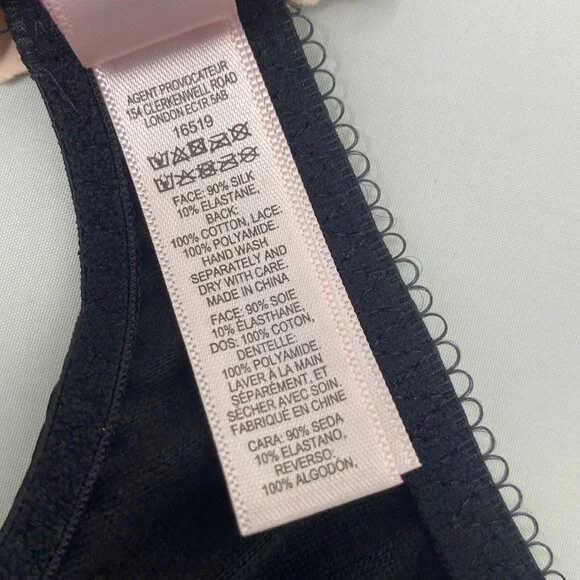 AGENT PROVOCATEUR
154 CLERKENWELL ROAD
LONDON EC1R 5AB
16519
FACE: 90% SILK
10% ELASTANE,
BACK:
100% COTTON, LACE:
100% POLYAMIDE.
HAND WASH
SEPARATELY AND
DRY WITH CARE.
MADE IN CHINA
FACE: 90% SOIE
10% ÉLASTHANE,
DOS: 100% COTON,
DENTELLE:
100% POLYAMIDE.
LAVER À LA MAIN
SÉPARÉMENT, ET
SÉCHER AVEC SOIN.
FABRIQUÉ EN CHINE
CARA: 90% SEDA
10% ELASTANO,
REVERSO:
100% ALGODÓN,